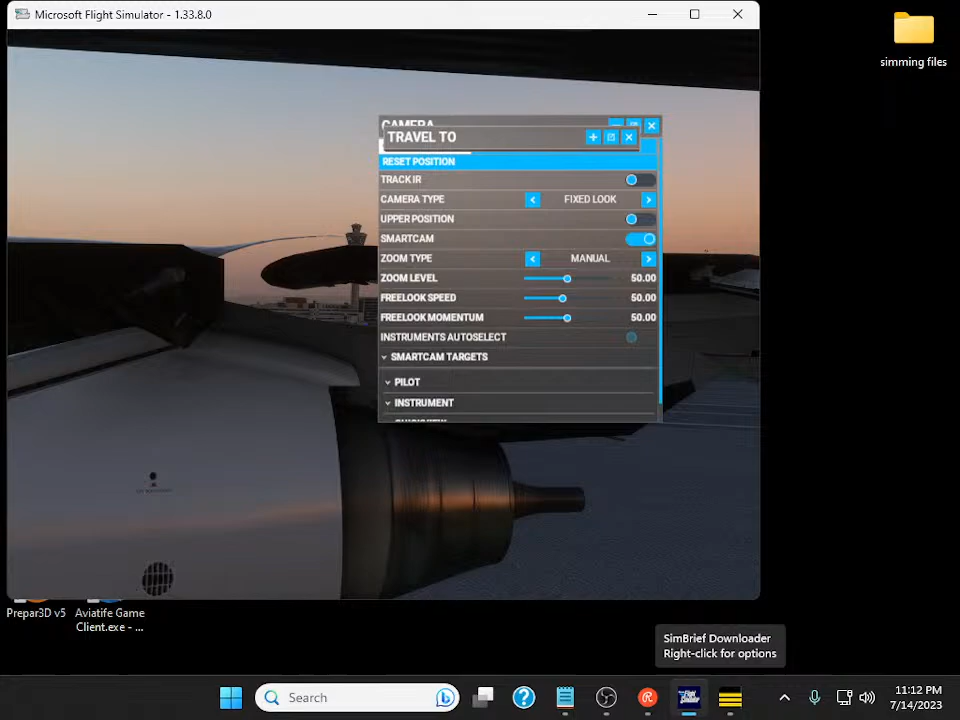 Microsoft Flight Simulator - 1.33.8.0
simming files
CAMERA
TRAVEL TO
RESET POSITION
TRACK IR
CAMERA TYPE
FIXED LOOK
UPPER POSITION
SMARTCAM
ZOOM TYPE
MANUAL
ZOOM LEVEL
50.00
FREELOOK SPEED
50.00
FREELOOK MOMENTUM
50.00
INSTRUMENTS AUTOSELECT
SMARTCAM TARGETS
PILOT
INSTRUMENT
Prepar3D v5
Aviatife Game
Client.exe - ...
SimBrief Downloader
Right-click for options
Search
11:12 PM
7/14/2023